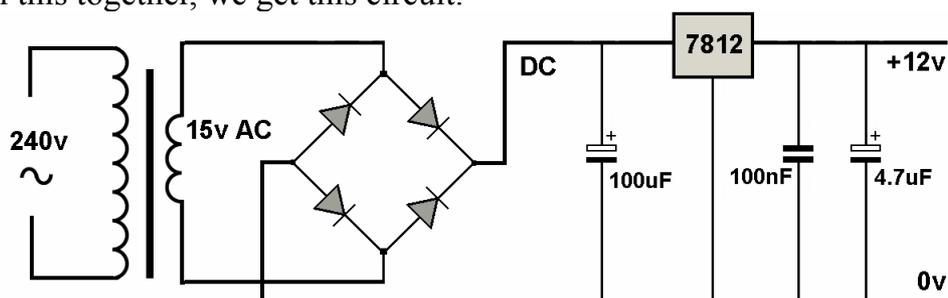 this together, we get this circuit:
7812
DC
+12v
240v
15v AC
+
+
100uF
100nF
4.7uF
0v